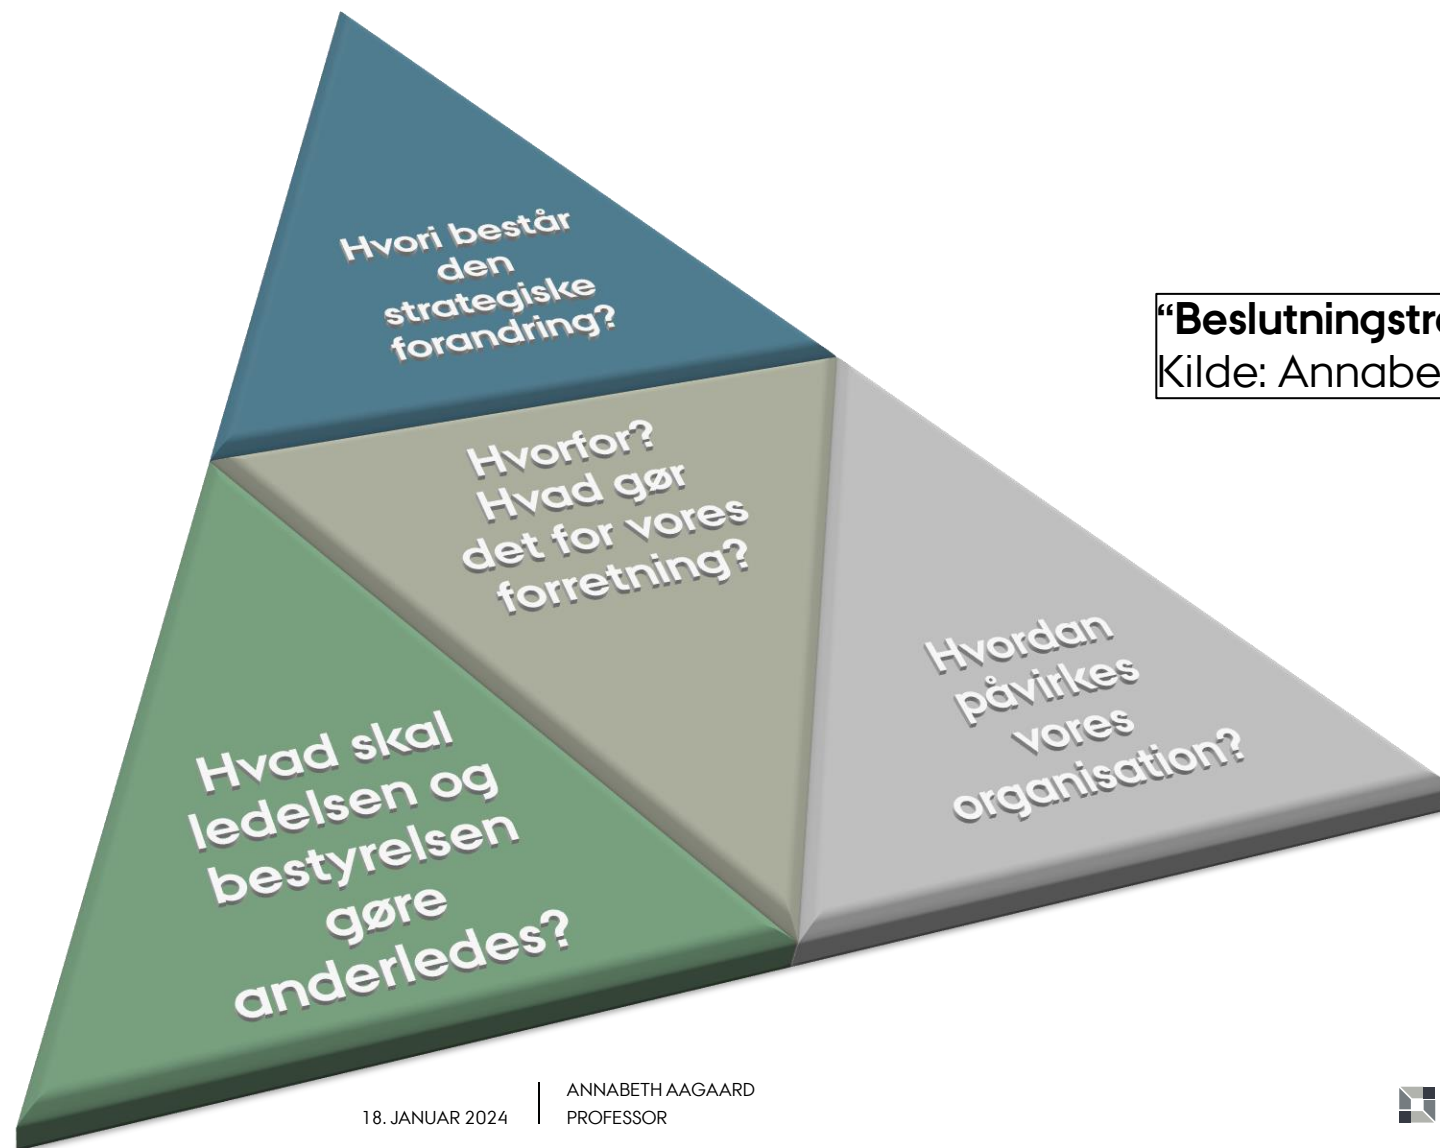 Hvori består
den
strategiske
forandring?
“Beslutningstr
Kilde: Annabe
Hvorfor?
Hvad gør
det for vores
forretning?
Hvordan
påvirkes
vores
organisation?
Hvad skal
ledelsen og
bestyrelsen
gøre
anderledes?
18. JANUAR 2024
ANNABETH AAGAARD
PROFESSOR